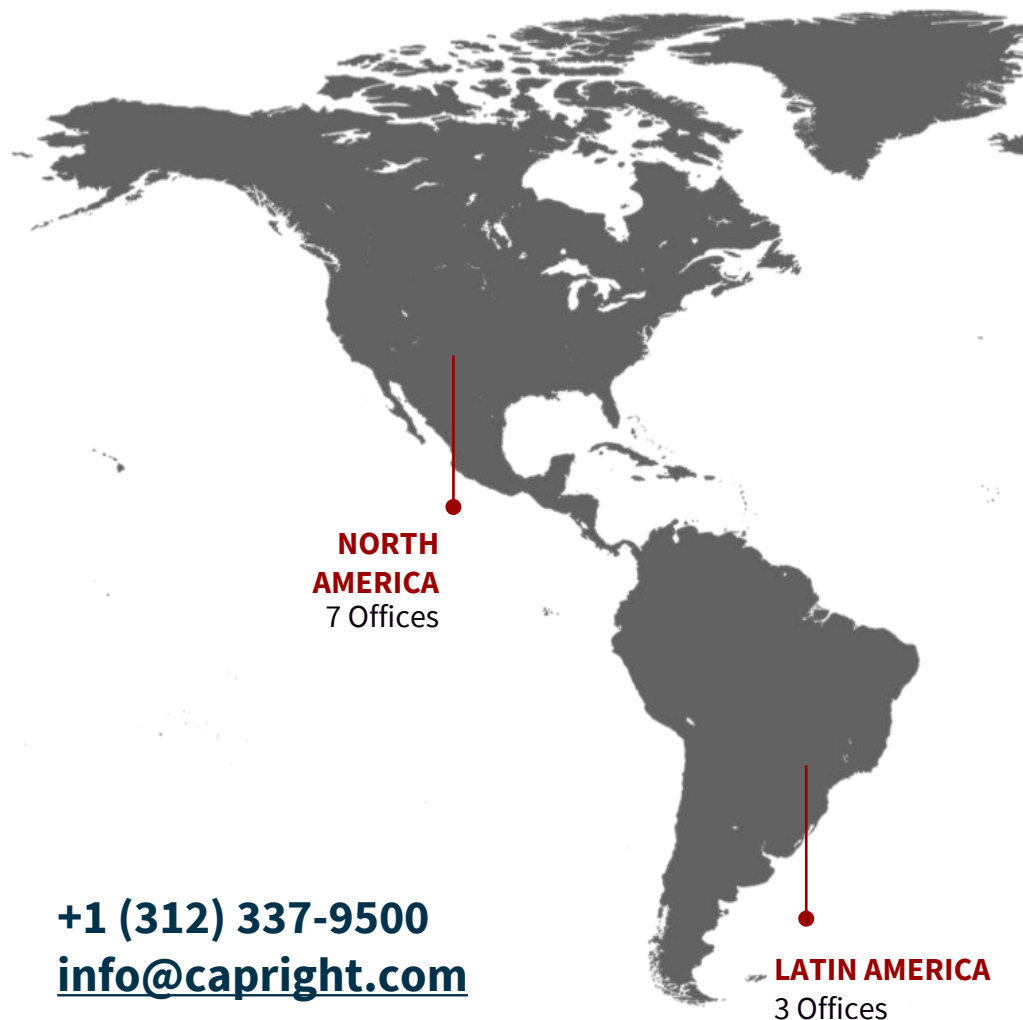 NORTH
AMERICA
7 Offices
+1 (312) 337-9500
info@capright.com
LATIN AMERICA
3 Offices